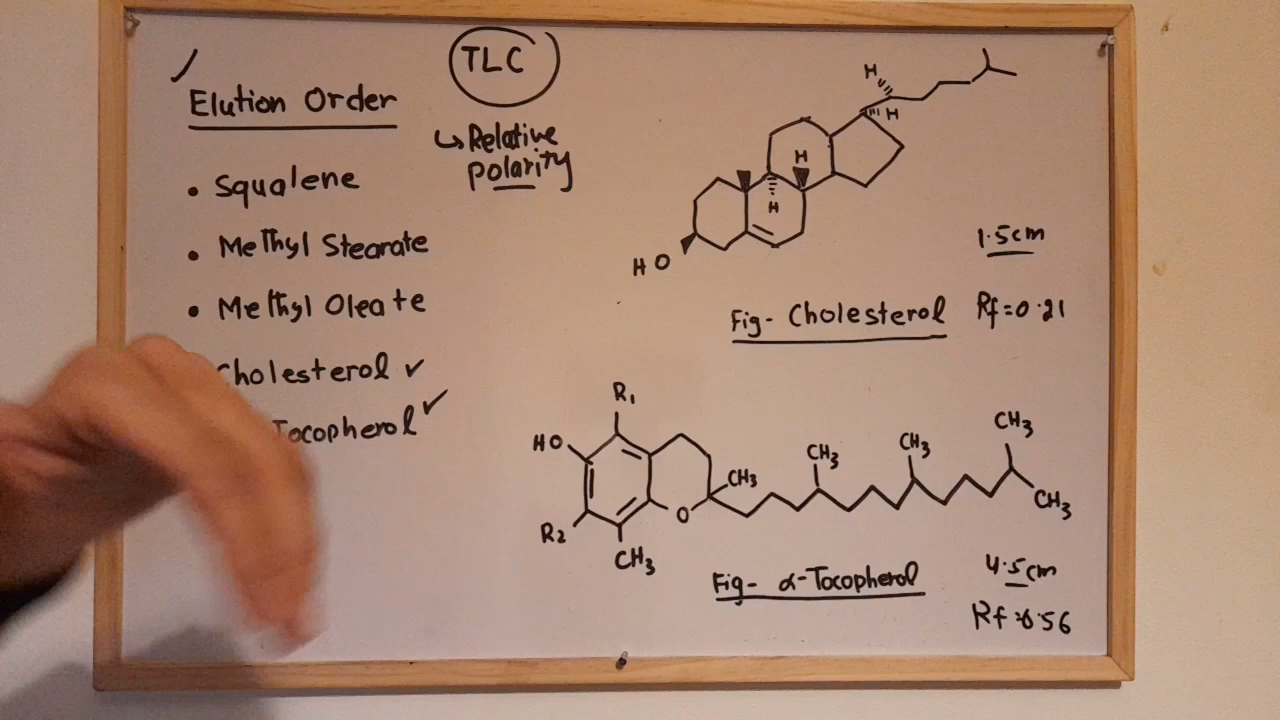 TLC
↳ Relative
polarity
Elution Order
• Squalene
• Methyl Stearate
• Methyl Oleate
Cholesterol ✓
Tocopherol ✓
H
H
H
H
HO
1.5cm
Fig- Cholesterol
Rf=0.21
R1
HO
R2
CH3
O
CH3
CH3
CH3
CH3
CH3
Fig- α-Tocopherol
4.5cm
Rf=0.56